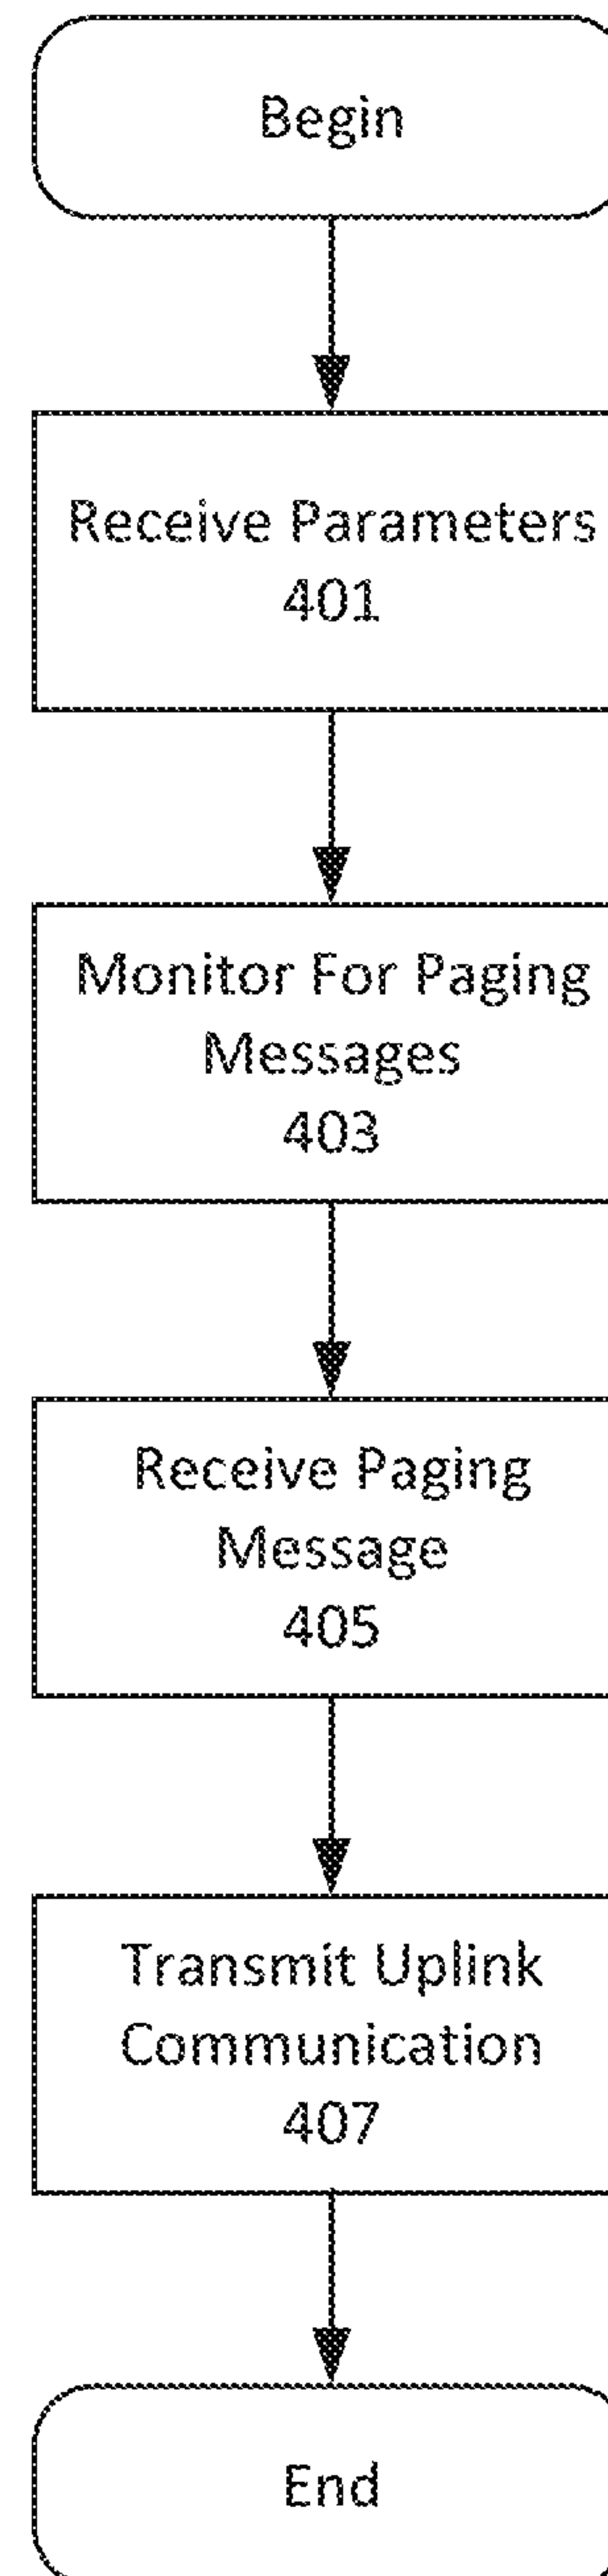 Begin
Receive Parameters
401
Monitor For Paging
Messages
403
Receive Paging
Message
405
Transmit Uplink
Communication
407
End